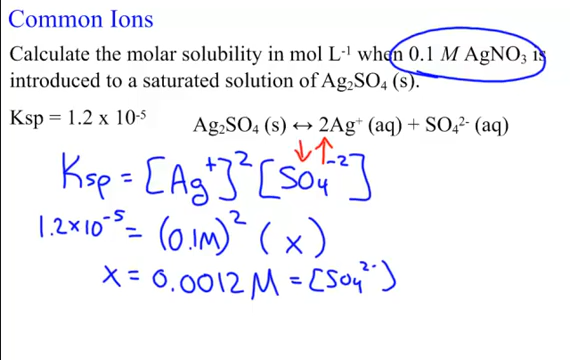 Common Ions
Calculate the molar solubility in mol L⁻¹ when 0.1 M AgNO₃ is
introduced to a saturated solution of Ag₂SO₄ (s).
Ksp = 1.2 x 10⁻⁵
Ag₂SO₄ (s) ↔ 2Ag⁺ (aq) + SO₄²⁻ (aq)
Ksp = [Ag⁺]² [SO₄⁻²]
1.2×10⁻⁵ = (0.1M)² (x)
x = 0.0012 M = [SO₄²⁻)